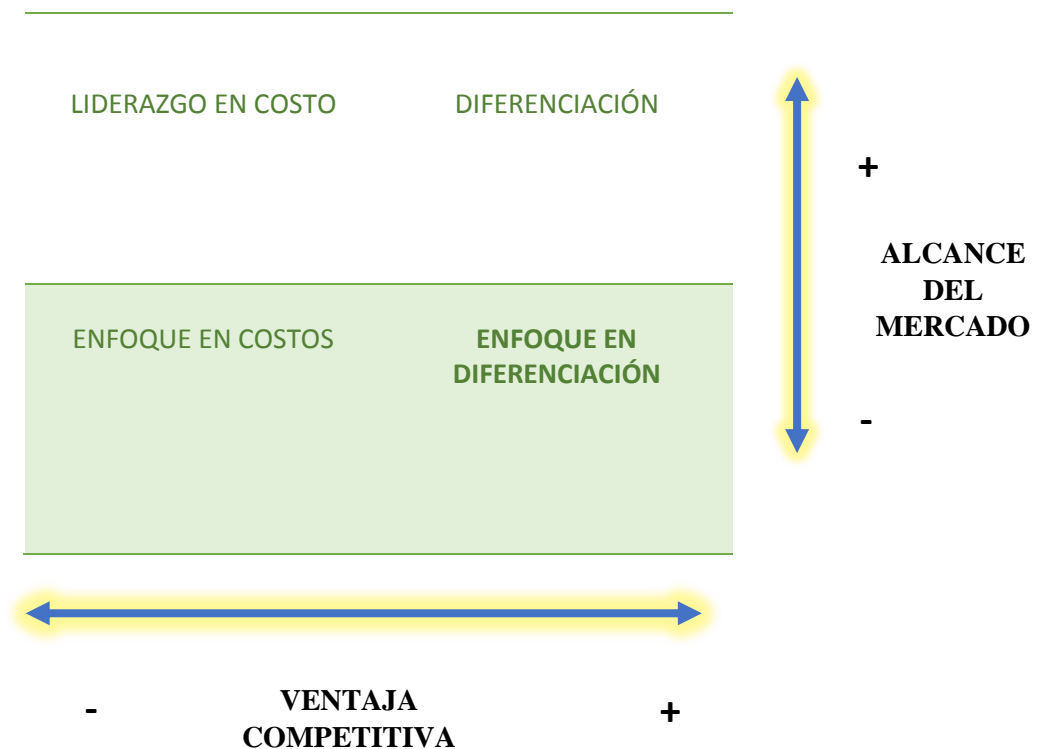 LIDERAZGO EN COSTO
DIFERENCIACIÓN
+
ALCANCE
DEL
MERCADO
ENFOQUE EN COSTOS
ENFOQUE EN
DIFERENCIACIÓN
-
-
VENTAJA
COMPETITIVA
+